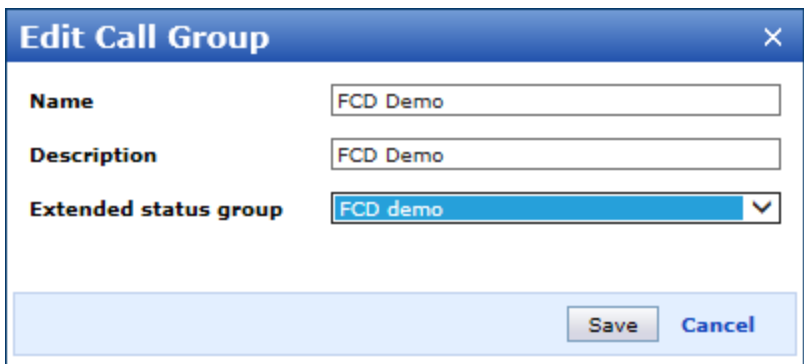 Edit Call Group
Name FCD Demo
Description FCD Demo
Extended status group FCD demo
Save Cancel